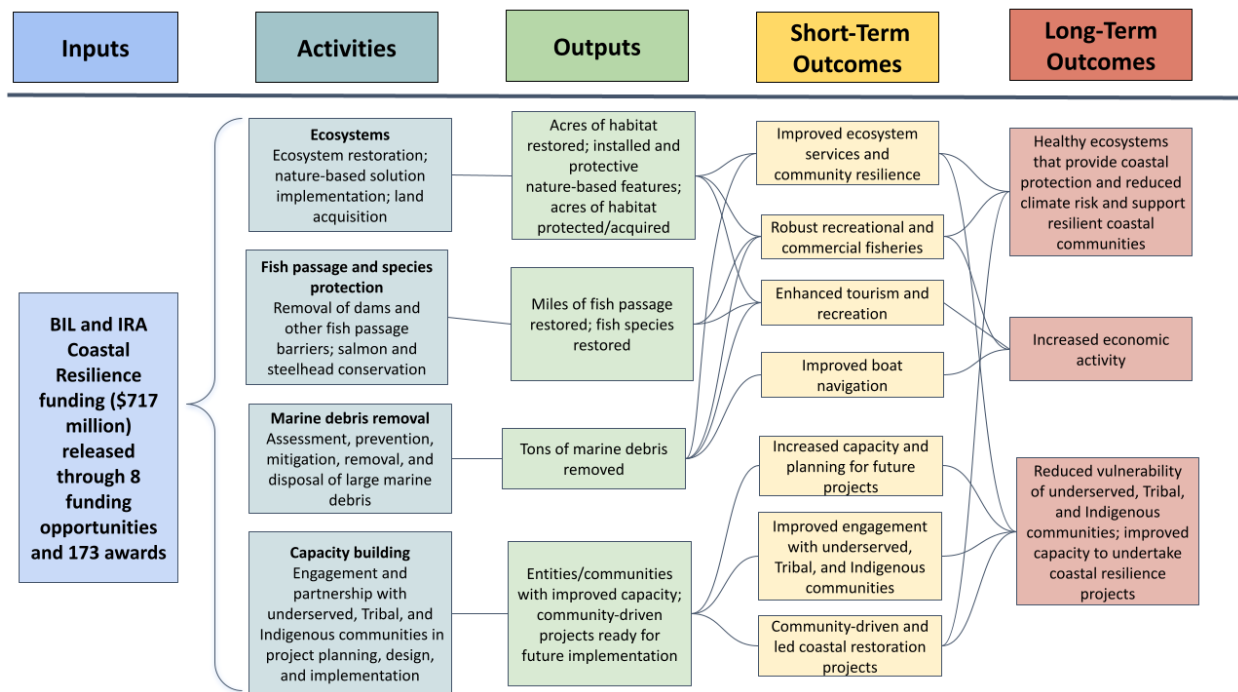 Inputs
Activities
Outputs
Short-Term
Outcomes
Long-Term
Outcomes
BIL and IRA
Coastal
Resilience
funding ($717
million)
released
through 8
funding
opportunities
and 173 awards
Ecosystems
Ecosystem restoration;
nature-based solution
implementation; land
acquisition
Fish passage and species
protection
Removal of dams and
other fish passage
barriers; salmon and
steelhead conservation
Marine debris removal
Assessment, prevention,
mitigation, removal, and
disposal of large marine
debris
Capacity building
Engagement and
partnership with
underserved, Tribal, and
Indigenous communities in
project planning, design,
and implementation
Acres of habitat
restored; installed and
protective
nature-based features;
acres of habitat
protected/acquired
Miles of fish passage
restored; fish species
restored
Tons of marine debris
removed
Entities/communities
with improved capacity;
community-driven
projects ready for
future implementation
Improved ecosystem
services and
community resilience
Robust recreational and
commercial fisheries
Enhanced tourism and
recreation
Improved boat
navigation
Increased capacity and
planning for future
projects
Improved engagement
with underserved,
Tribal, and Indigenous
communities
Community-driven and
led coastal restoration
projects
Healthy ecosystems
that provide coastal
protection and reduced
climate risk and support
resilient coastal
communities
Increased economic
activity
Reduced vulnerability
of underserved, Tribal,
and Indigenous
communities; improved
capacity to undertake
coastal resilience
projects